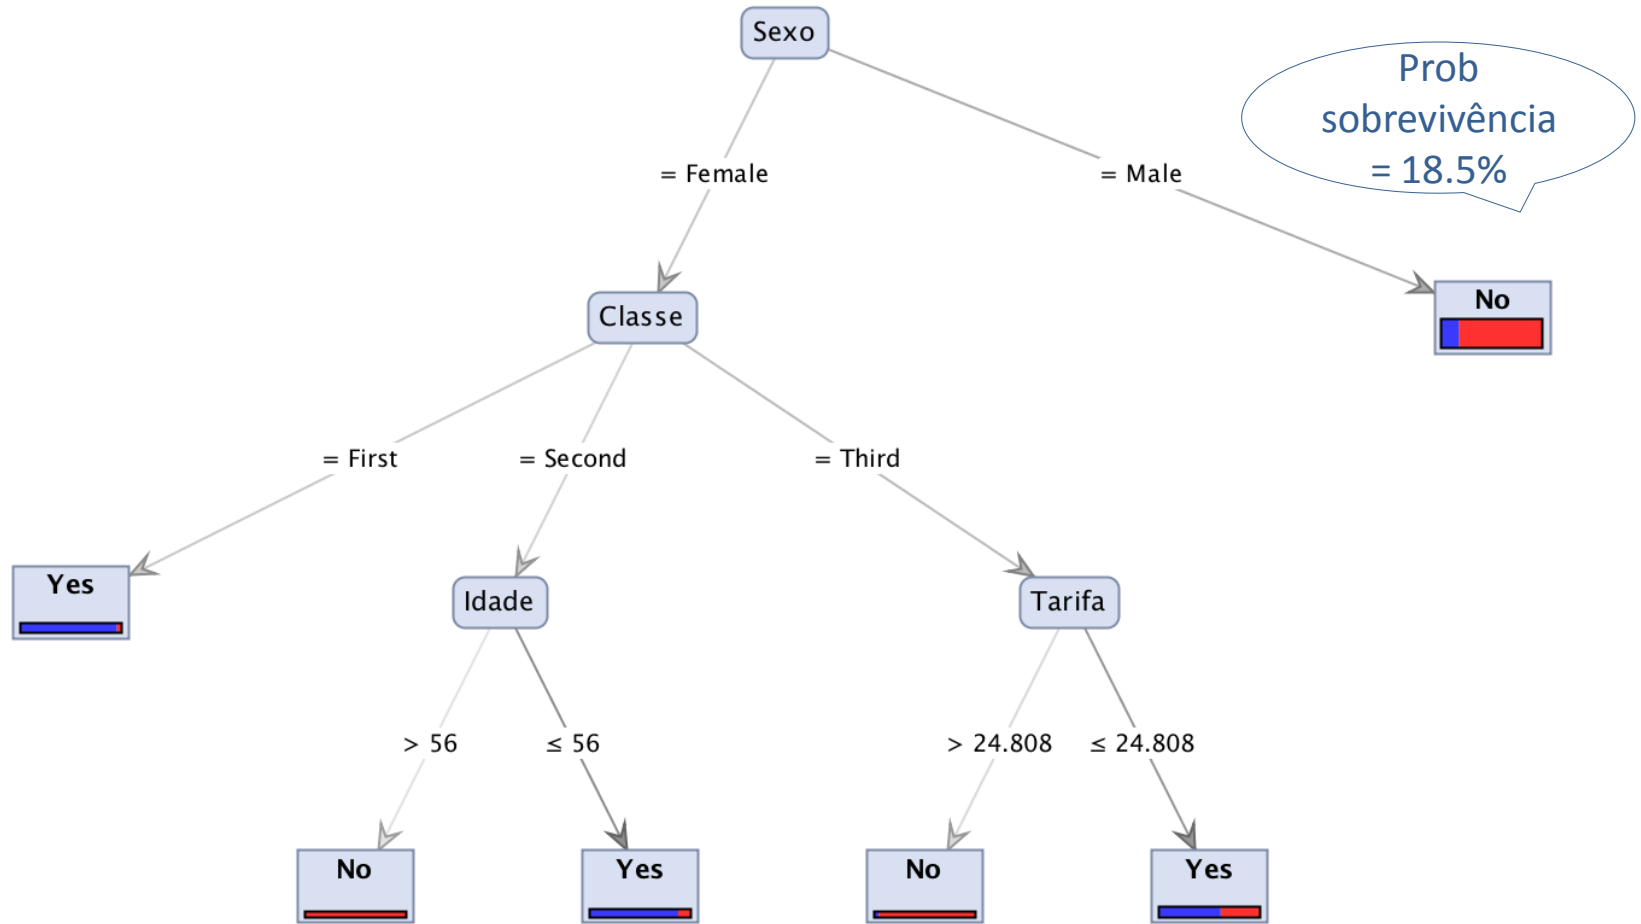 Sexo
Prob
sobrevivência
= 18.5%
= Female
= Male
No
Classe
= First
= Second
= Third
Yes
Idade
Tarifa
> 56
≤ 56
> 24.808
≤ 24.808
No
Yes
No
Yes